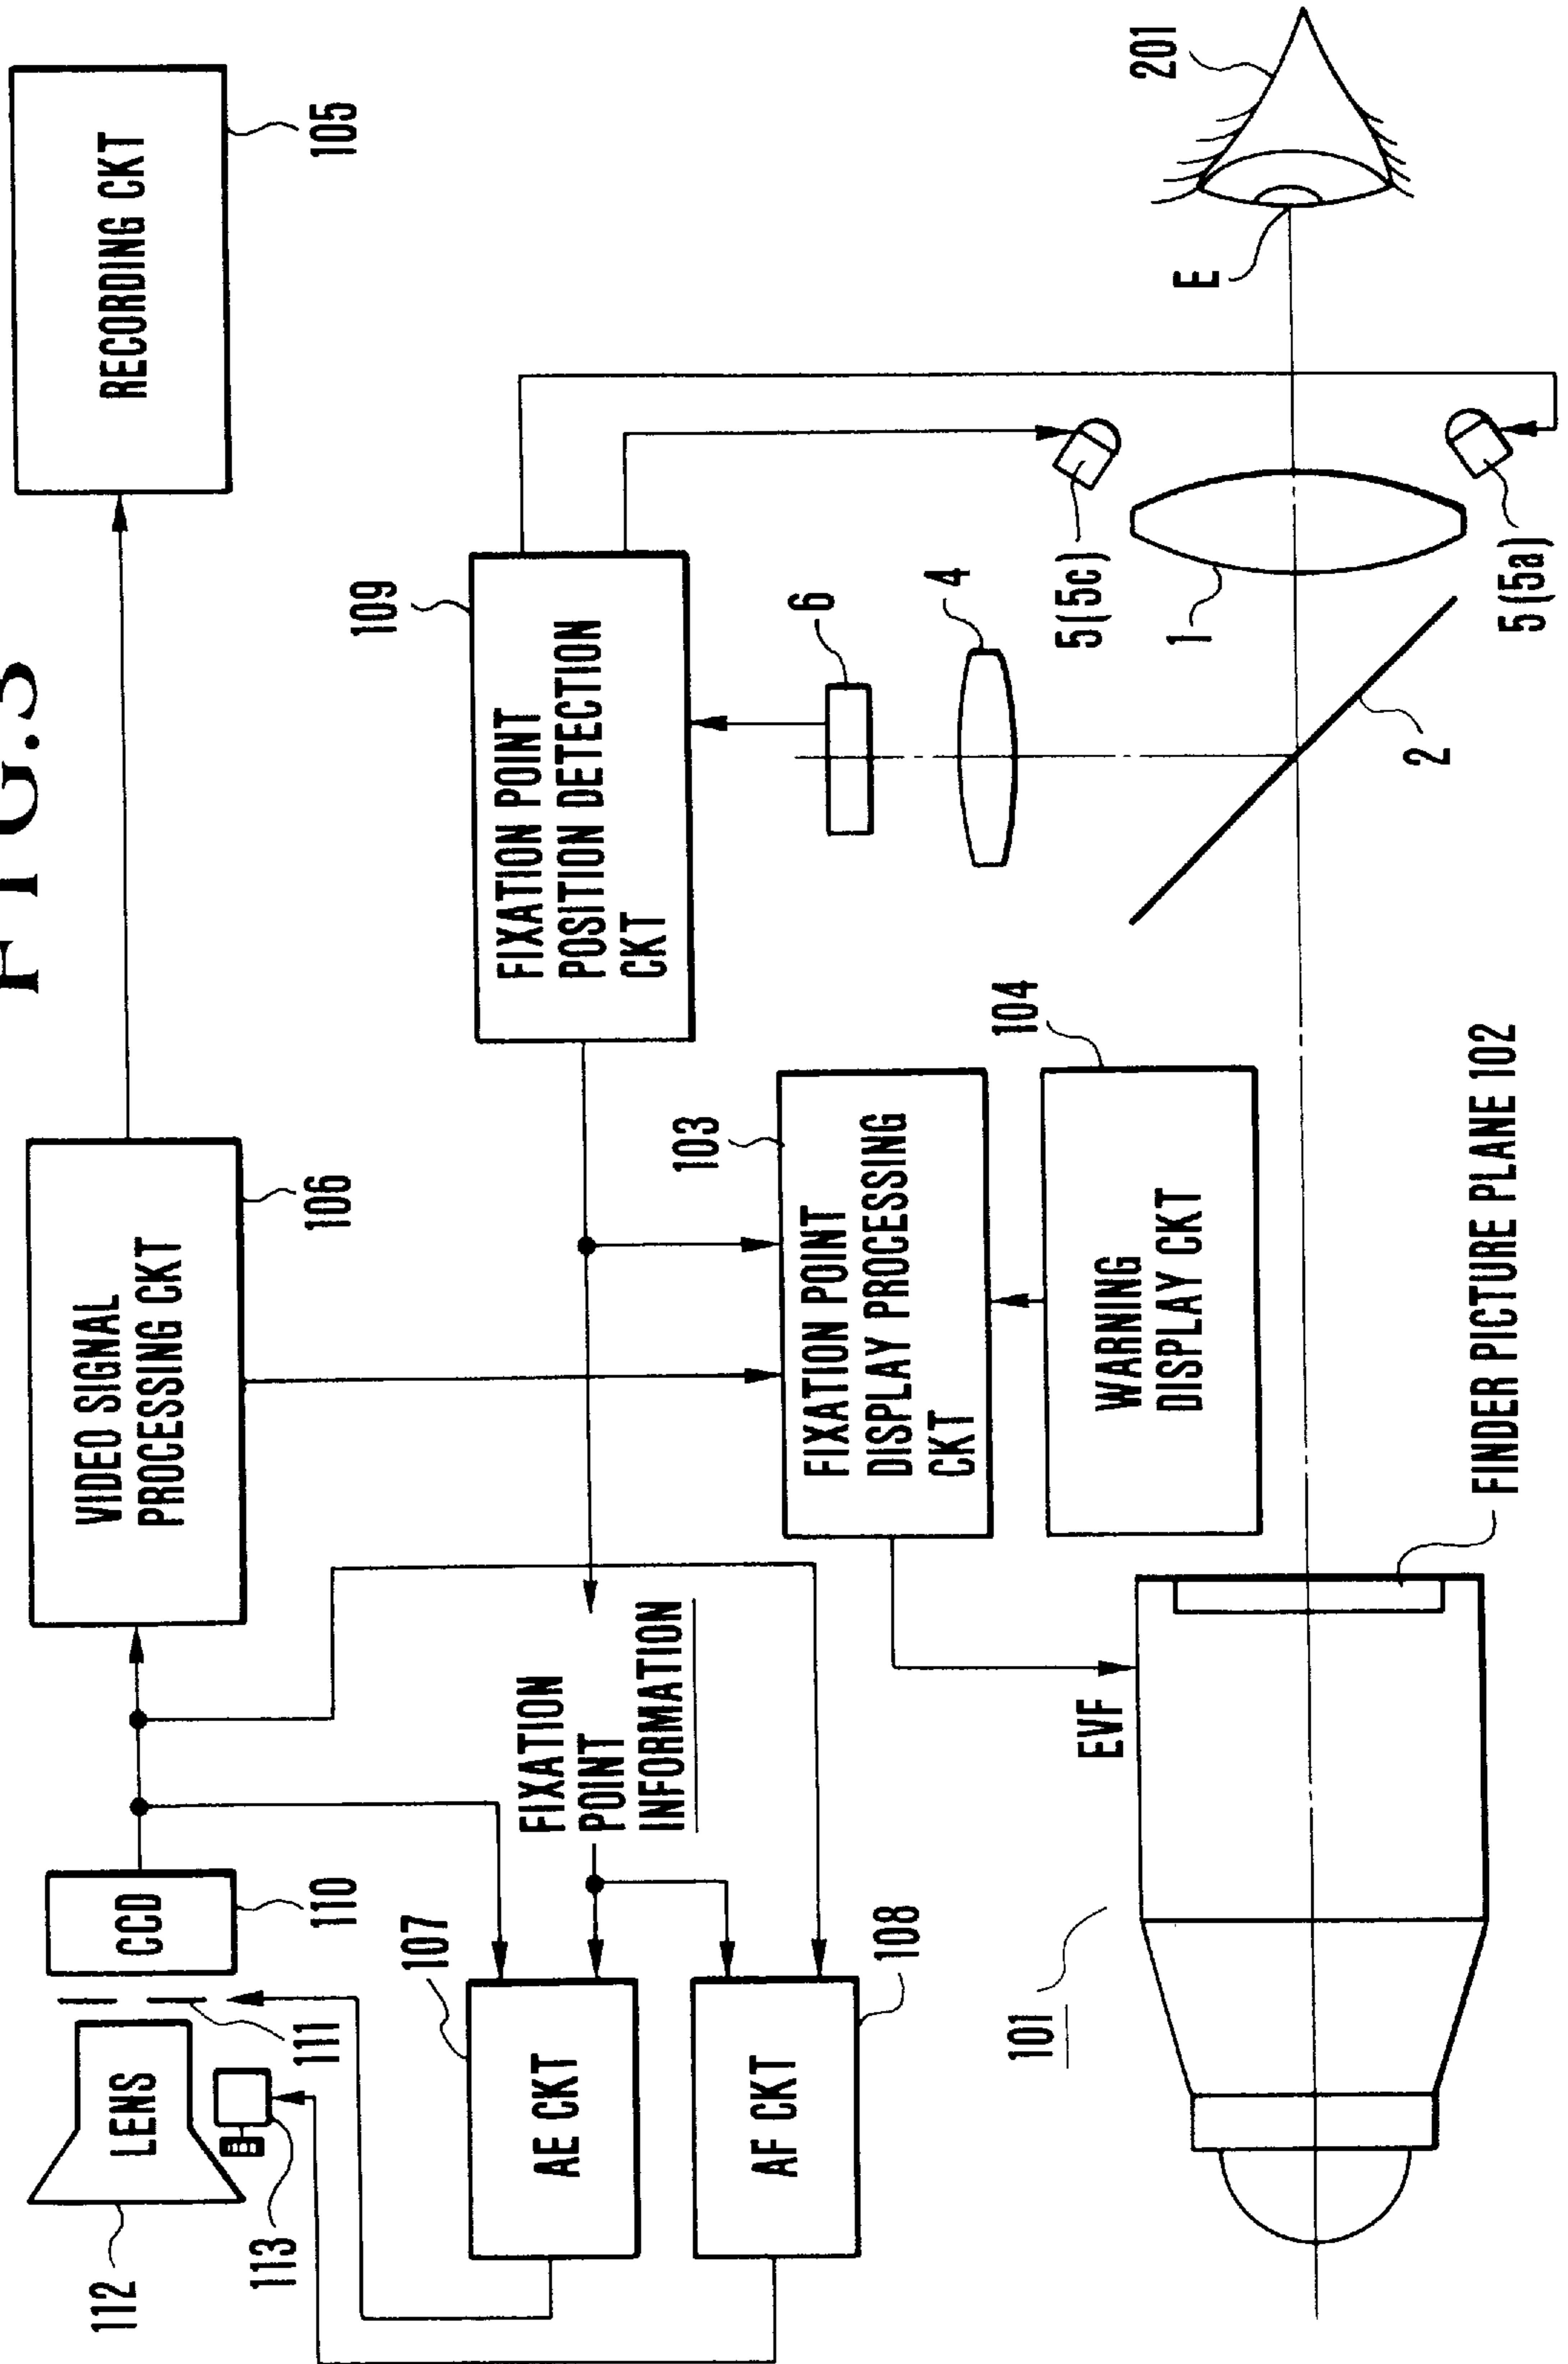 FIG.3
LENS
112
113
111
CCD
110
VIDEO SIGNAL
PROCESSING CKT
106
RECORDING CKT
105
AE CKT
107
AF CKT
108
FIXATION
POINT
INFORMATION
FIXATION POINT
POSITION DETECTION
CKT
109
FIXATION POINT
DISPLAY PROCESSING
CKT
103
WARNING
DISPLAY CKT
104
6
4
5(5c)
1
5(5a)
2
E
201
EVF
101
FINDER PICTURE PLANE 102